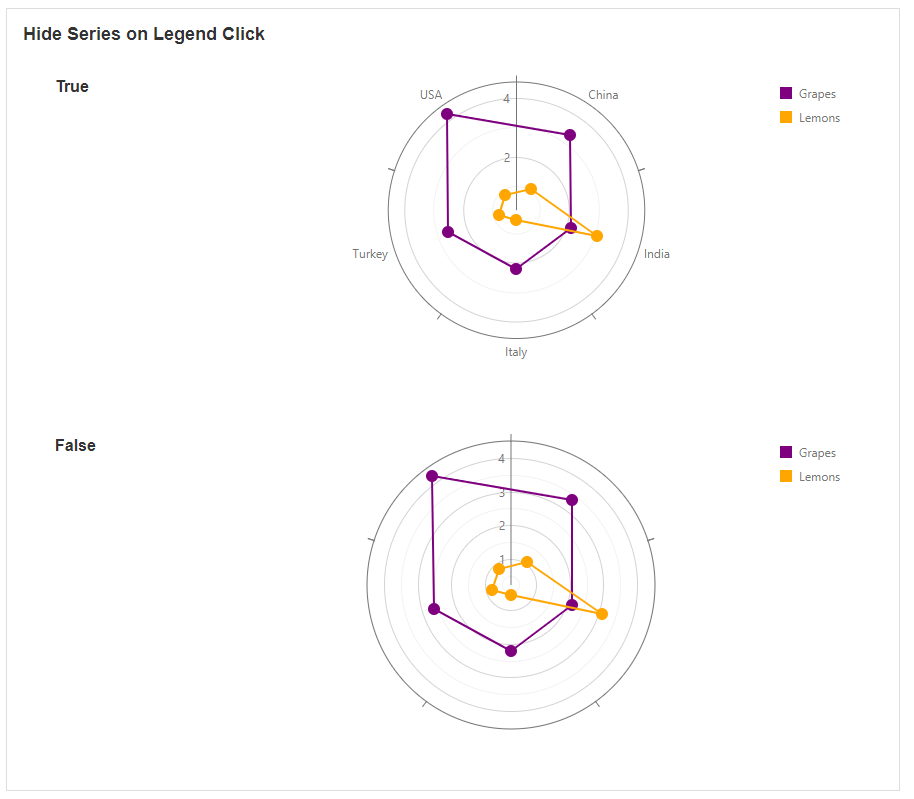 Hide Series on Legend Click
True
USA
China
Grapes
Lemons
4
2
Turkey
India
Italy
False
Grapes
Lemons
4
3
2
1